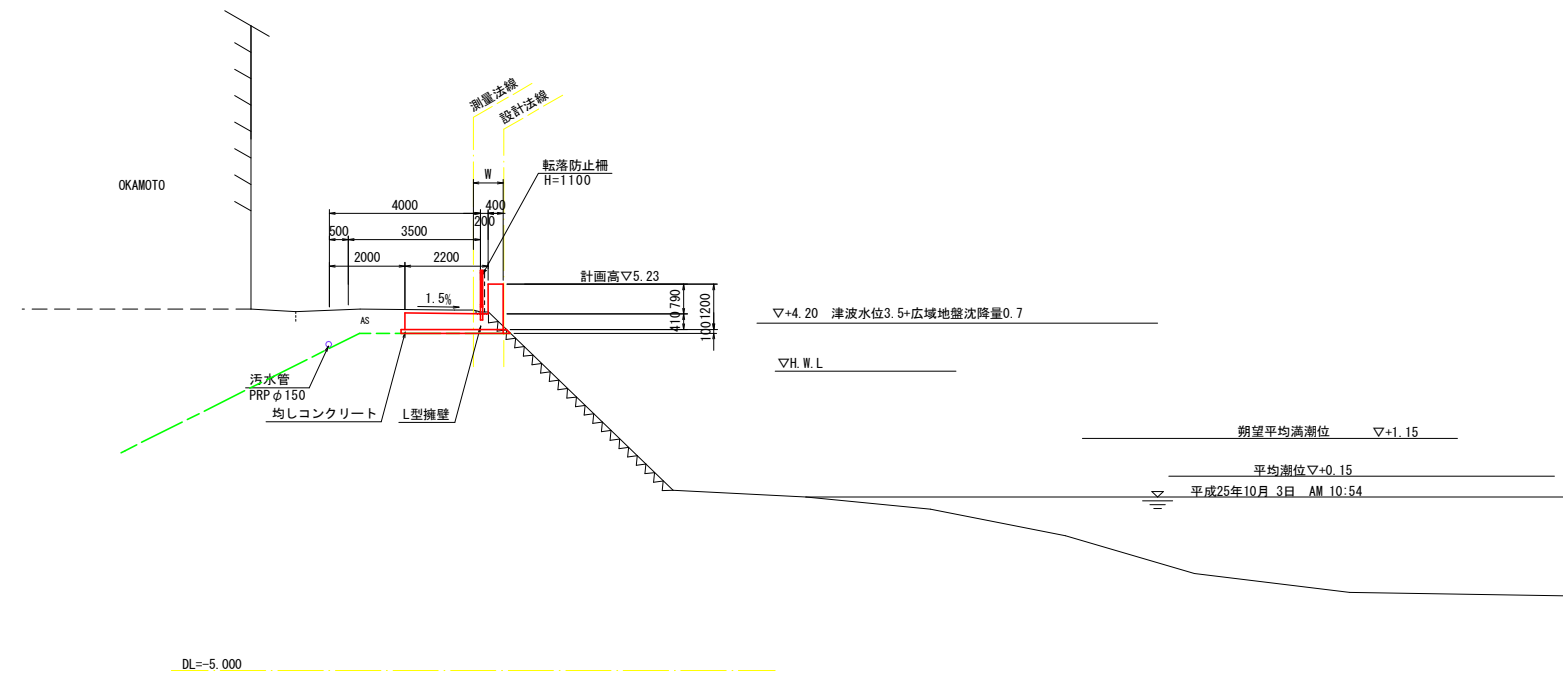 測量法線
設計法線
転落防止柵
H=1100
W
OKAMOTO
4000
400
200
500
3500
2000
2200
計画高▽5.23
1.5%
790
1200
410
100
AS
▽+4.20 津波水位3.5+広域地盤沈降量0.7
▽H.W.L
汚水管
PRPφ150
均しコンクリート
L型擁壁
朔望平均満潮位 ▽+1.15
平均潮位▽+0.15
平成25年10月 3日 AM 10:54
DL=-5.000